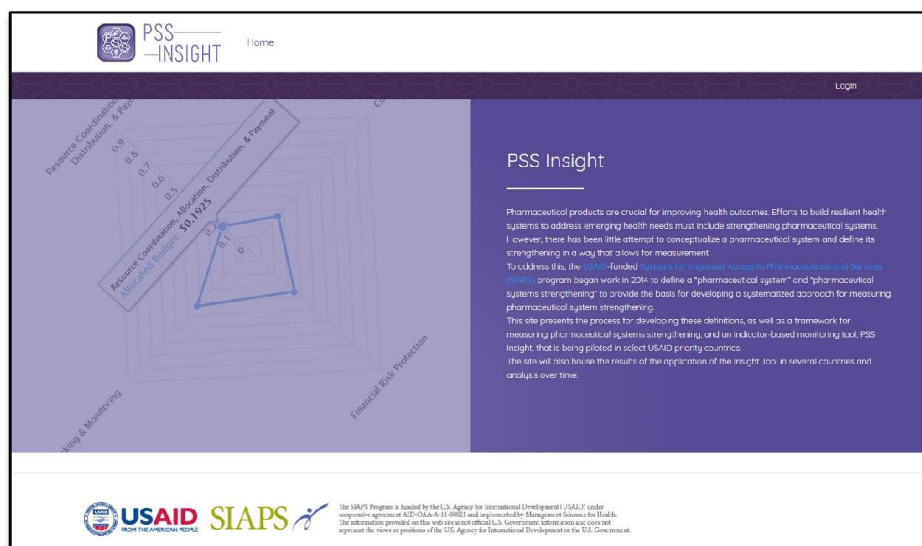 PSS
INSIGHT
Home
Login
Resource Coordination,
Distribution, & Paym
0.9
0.8
0.7
0.6
0.5
Resource Coordination, Allocation, Distribution, & Payment
Allocated Budget: $0.1925
0.2
0.1
0
Financial Risk Protection
king & Monitoring
PSS Insight
Pharmaceutical products are crucial for improving health outcomes. Efforts to build resilient health
systems to address emerging health needs must include strengthening pharmaceutical systems.
However, there has been little attempt to conceptualize a pharmaceutical system and define its
strengthening in a way that allows for measurement.
To address this, the USAID-funded Systems for Improved Access to Pharmaceuticals and Services
(SIAPS) program began work in 2014 to define a "pharmaceutical system" and "pharmaceutical
systems strengthening" to provide the basis for developing a systematized approach for measuring
pharmaceutical system strengthening.
This site presents the process for developing these definitions, as well as a framework for
measuring pharmaceutical systems strengthening, and an indicator-based monitoring tool, PSS
Insight, that is being piloted in select USAID priority countries.
The site will also house the results of the application of the Insight tool in several countries and
analysis over time.
USAID
FROM THE AMERICAN PEOPLE
SIAPS
The SIAPS Program is funded by the U.S. Agency for International Development (USAID) under
cooperative agreement AID-OAA-A-11-00021 and implemented by Management Sciences for Health.
The information provided on this web site is not official U.S. Government information and does not
represent the views or positions of the U.S. Agency for International Development or the U.S. Government.